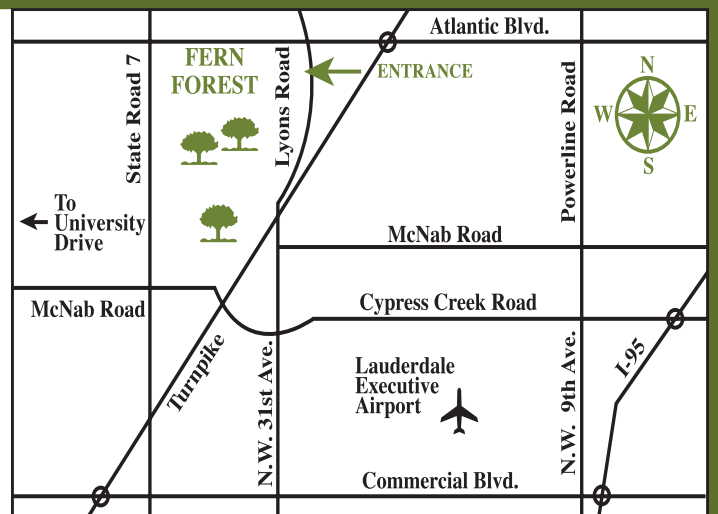 Atlantic Blvd.
FERN
FOREST
ENTRANCE
State Road 7
Lyons Road
Powerline Road
N
W
E
S
To
University
Drive
McNab Road
McNab Road
Cypress Creek Road
Turnpike
N.W. 31st Ave.
Lauderdale
Executive
Airport
N.W. 9th Ave.
I-95
Commercial Blvd.